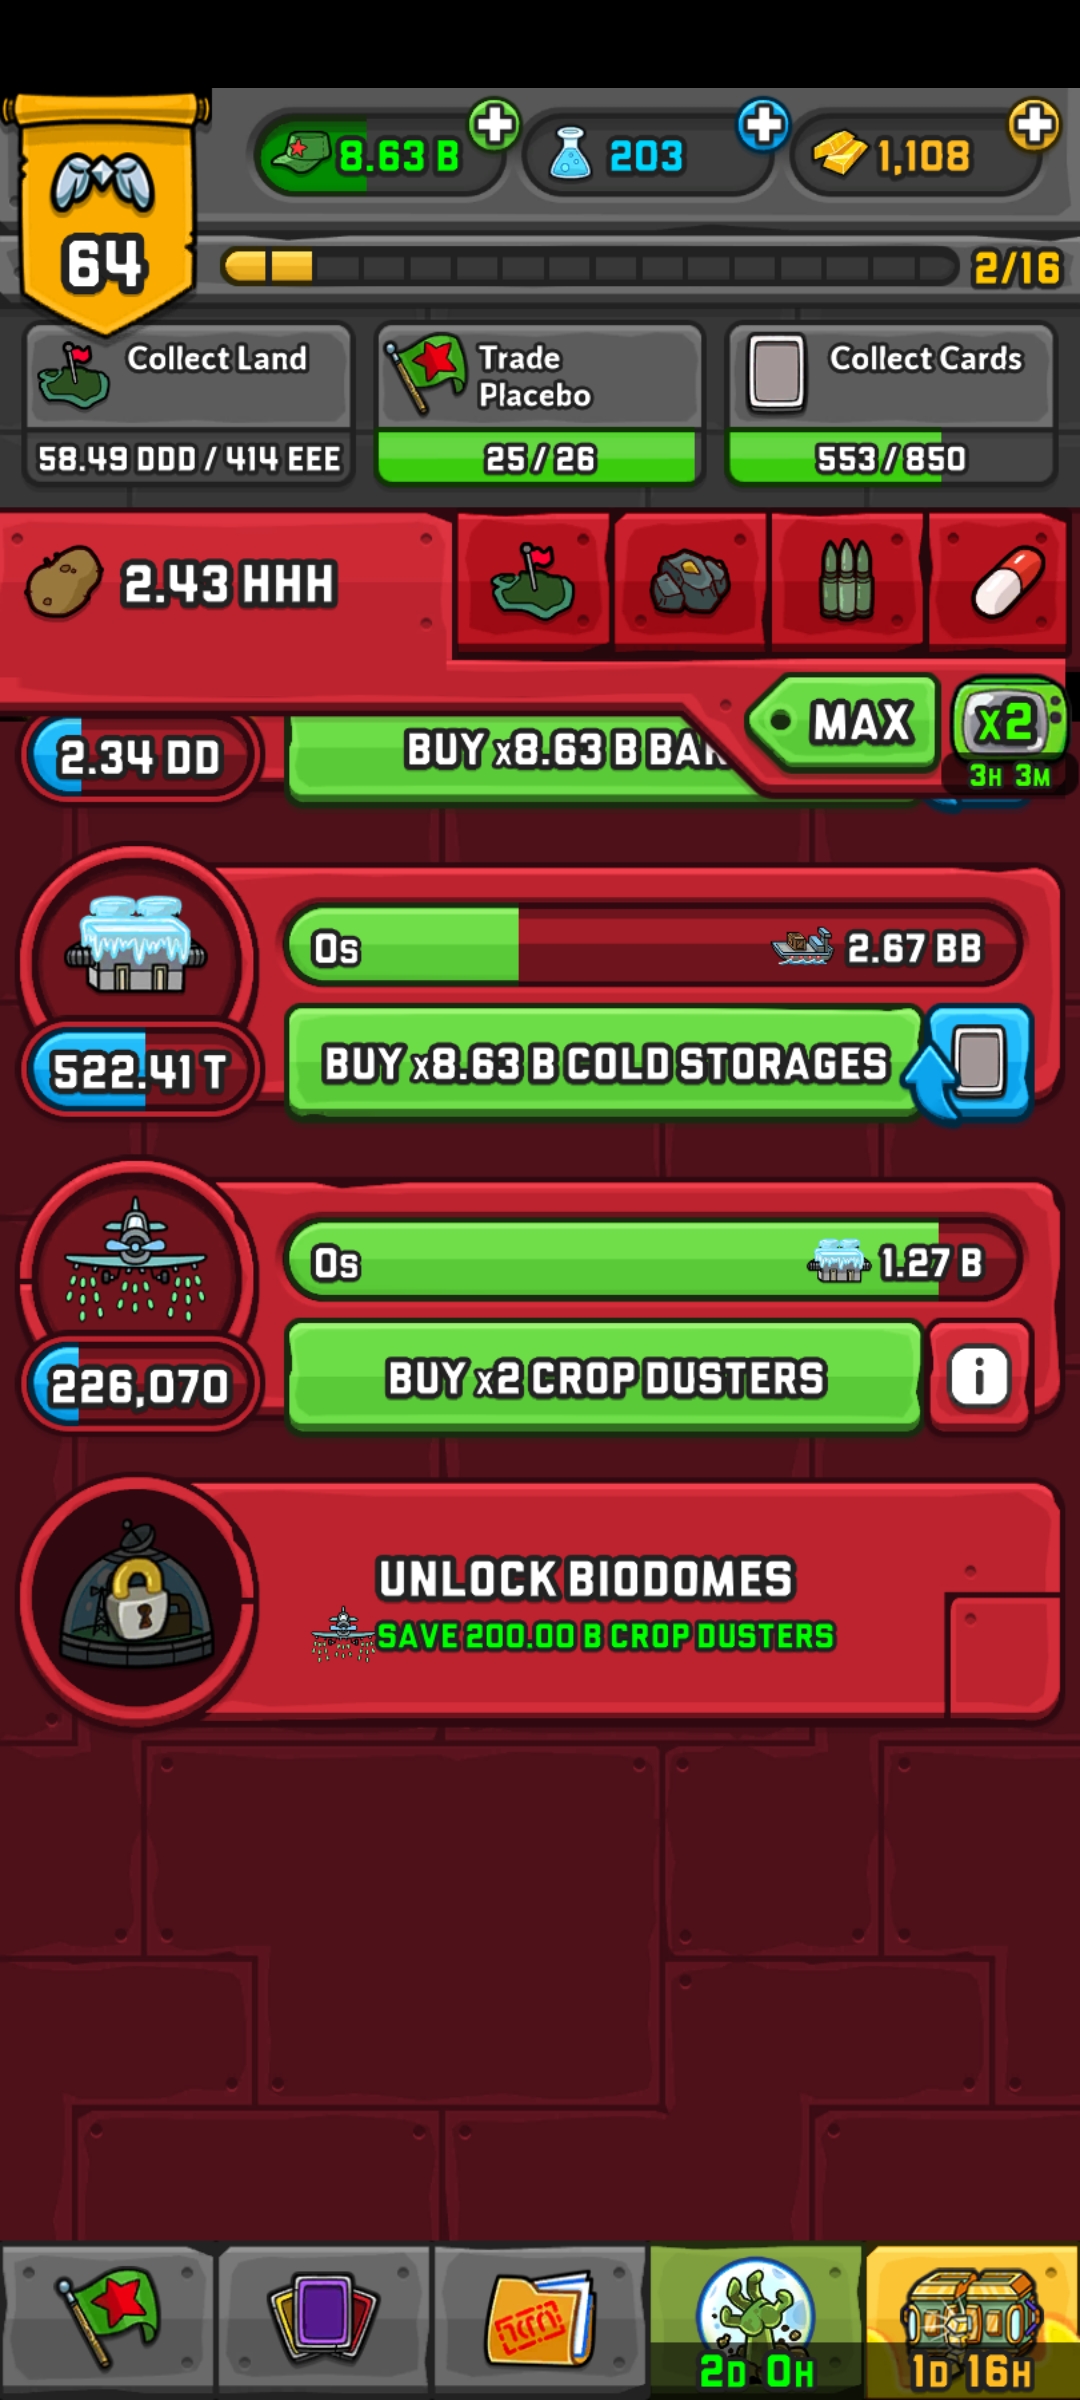 8.63 B
203
1,108
64
2/16
Collect Land
58.49 DDD / 414 EEE
Trade
Placebo
25 / 26
Collect Cards
553 / 850
2.43 HHH
MAX
x2
3H 3M
2.34 DD
BUY x8.63 B BAR
0s
2.67 BB
522.41 T
BUY x8.63 B COLD STORAGES
0s
1.27 B
226,070
BUY x2 CROP DUSTERS
i
UNLOCK BIODOMES
SAVE 200.00 B CROP DUSTERS
2D 0H
1D 16H